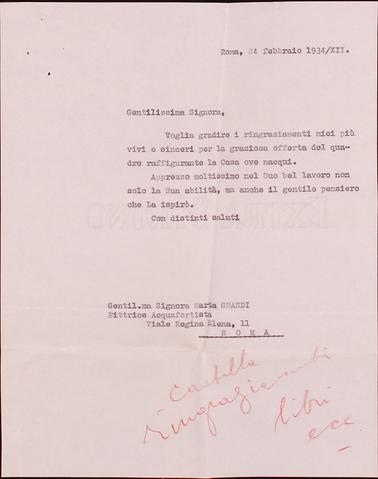 Roma, 24 febbraio 1934/XII.
Gentilissima Signora,
Voglia gradire i ringraziamenti miei più
vivi e sinceri per la graziosa offerta del qua-
dro raffigurante la Casa ove nacqui.
Apprezzo moltissimo nel Suo bel lavoro non
solo la Sua abilità, ma anche il gentile pensiero
che La ispirò.
Con distinti saluti
Gentil.ma Signora Maria GRANDI
Pittrice Acquafortista
Viale Regina Elena, 11
R O M A
Cartella
ringraziamenti
libri
ecc
EXTRA STRONG